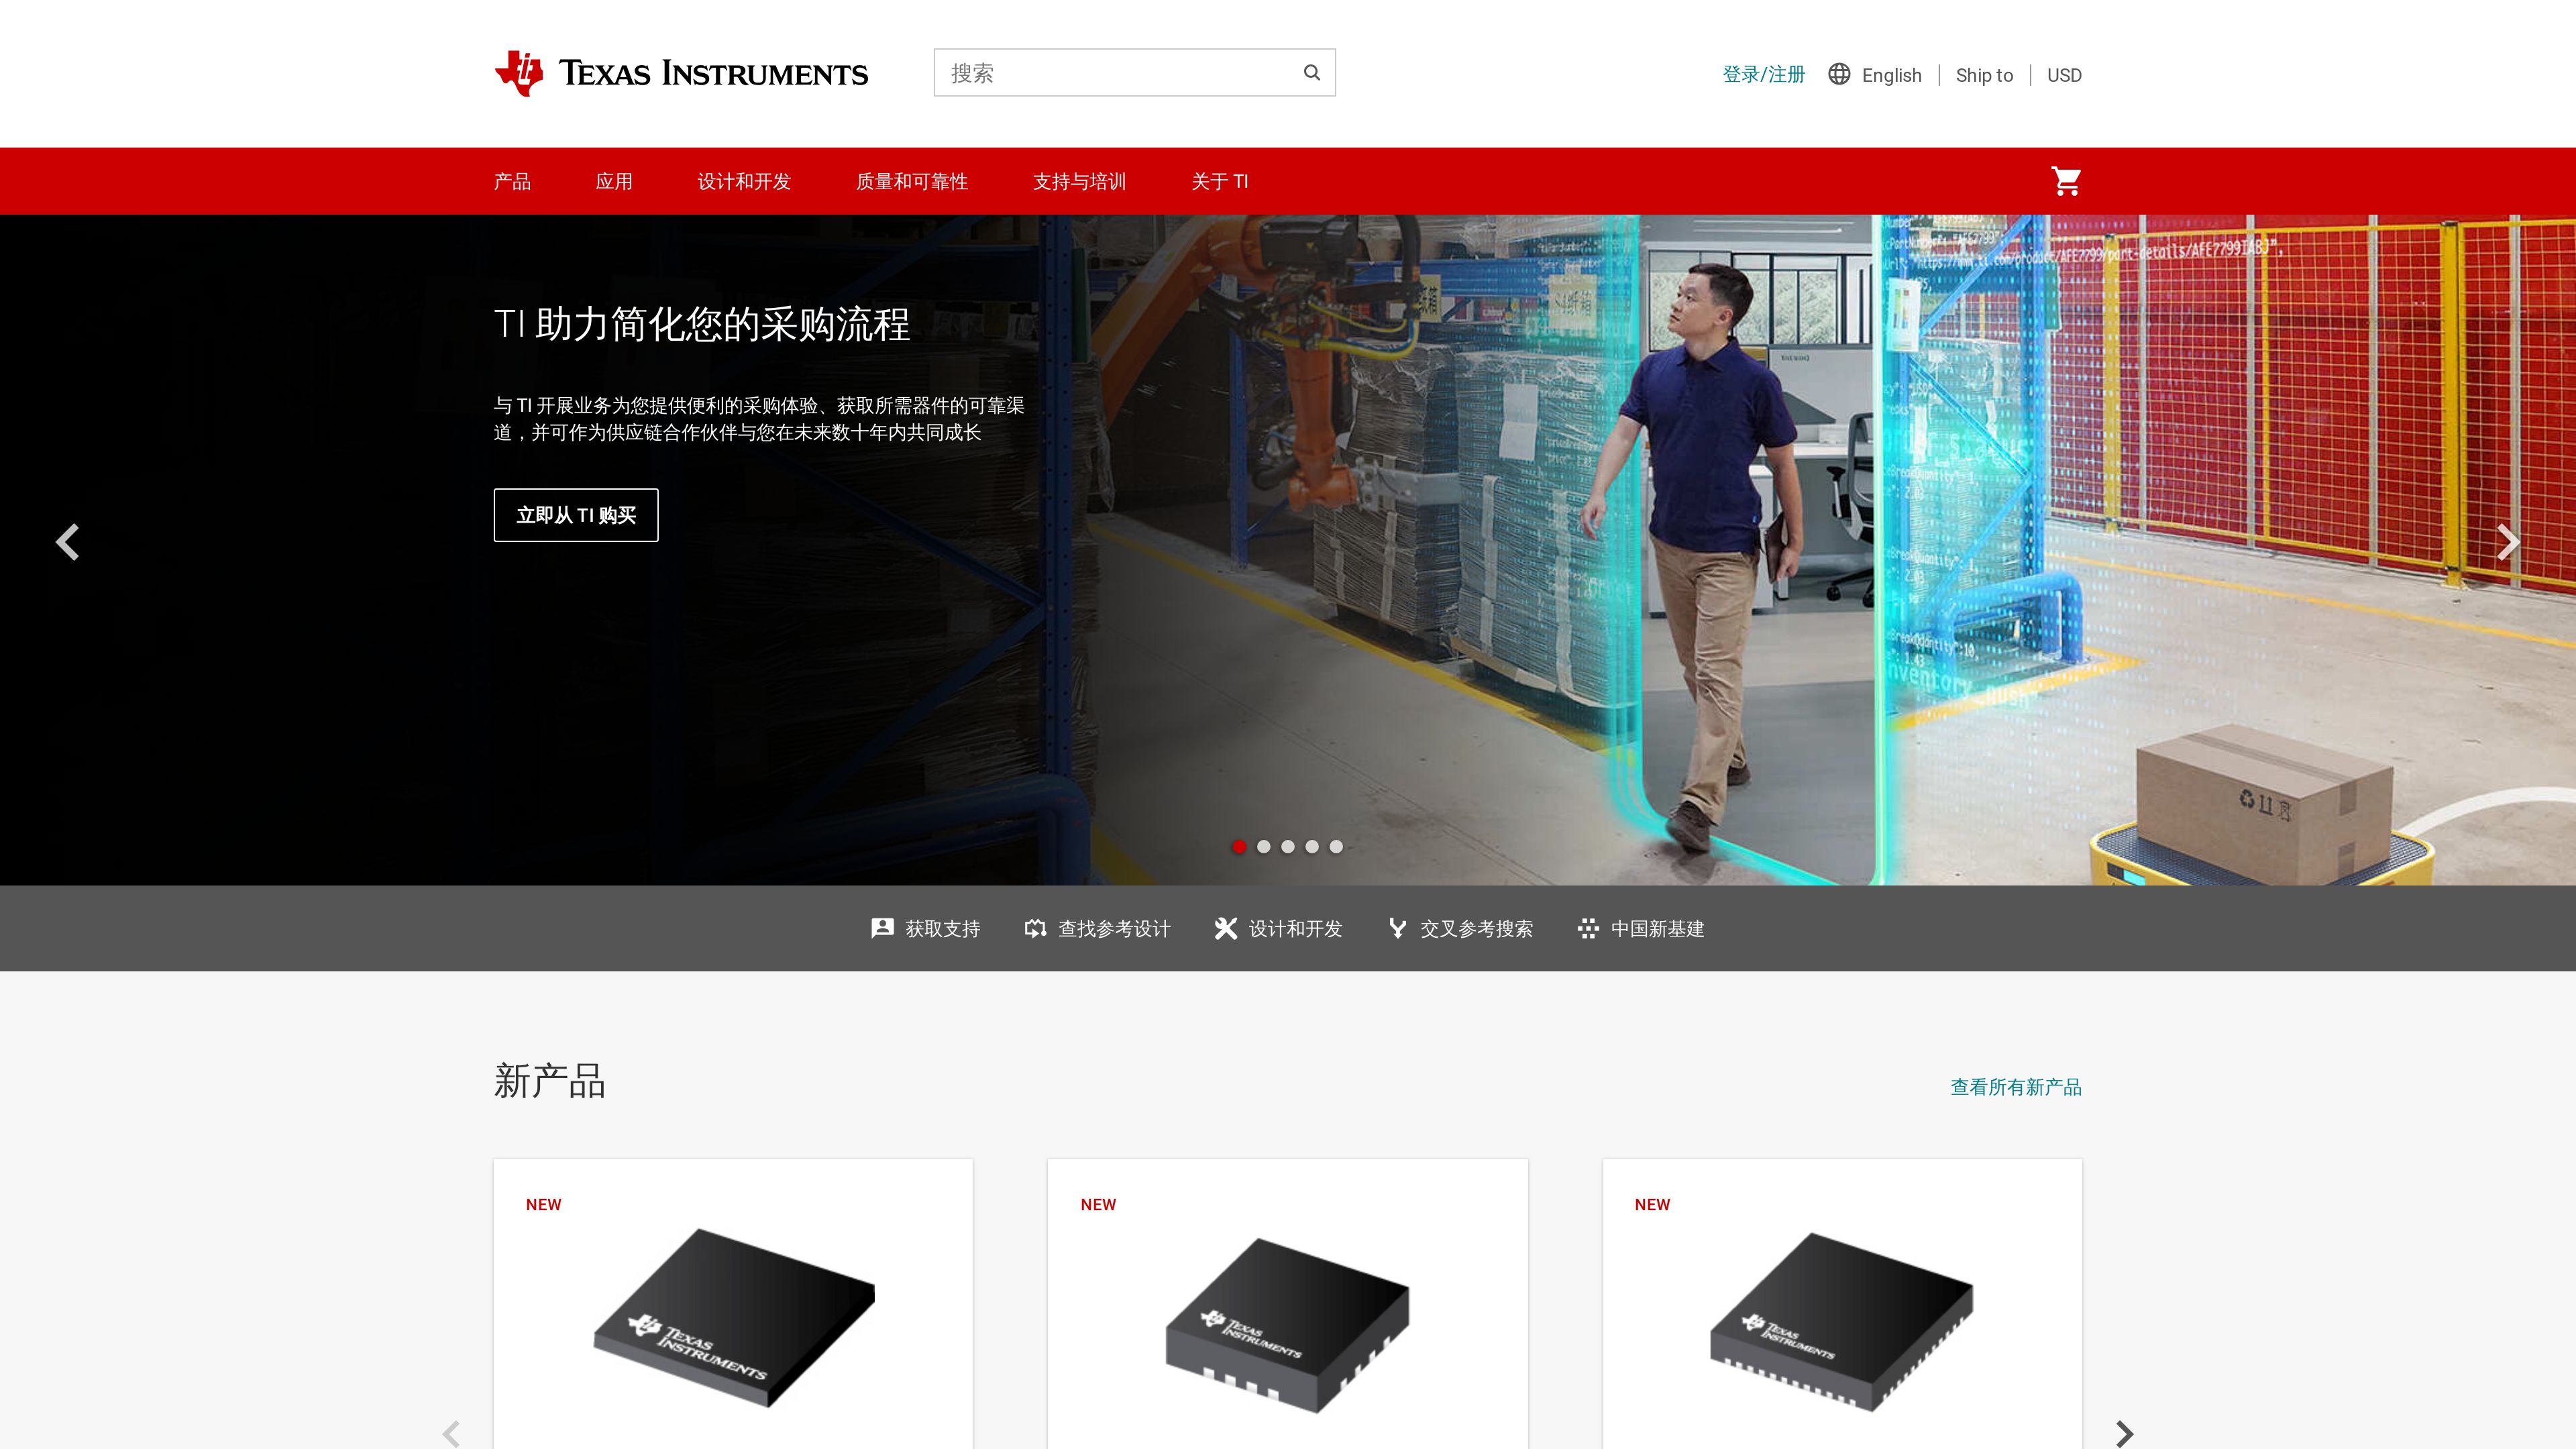 TEXAS INSTRUMENTS
搜索
登录/注册
English
Ship to
USD
产品
应用
设计和开发
质量和可靠性
支持与培训
关于 TI
TI 助力简化您的采购流程
与 TI 开展业务为您提供便利的采购体验、获取所需器件的可靠渠
道，并可作为供应链合作伙伴与您在未来数十年内共同成长
立即从 TI 购买
获取支持
查找参考设计
设计和开发
交叉参考搜索
中国新基建
新产品
查看所有新产品
NEW
TEXAS
INSTRUMENTS
NEW
TEXAS
INSTRUMENTS
NEW
TEXAS
INSTRUMENTS